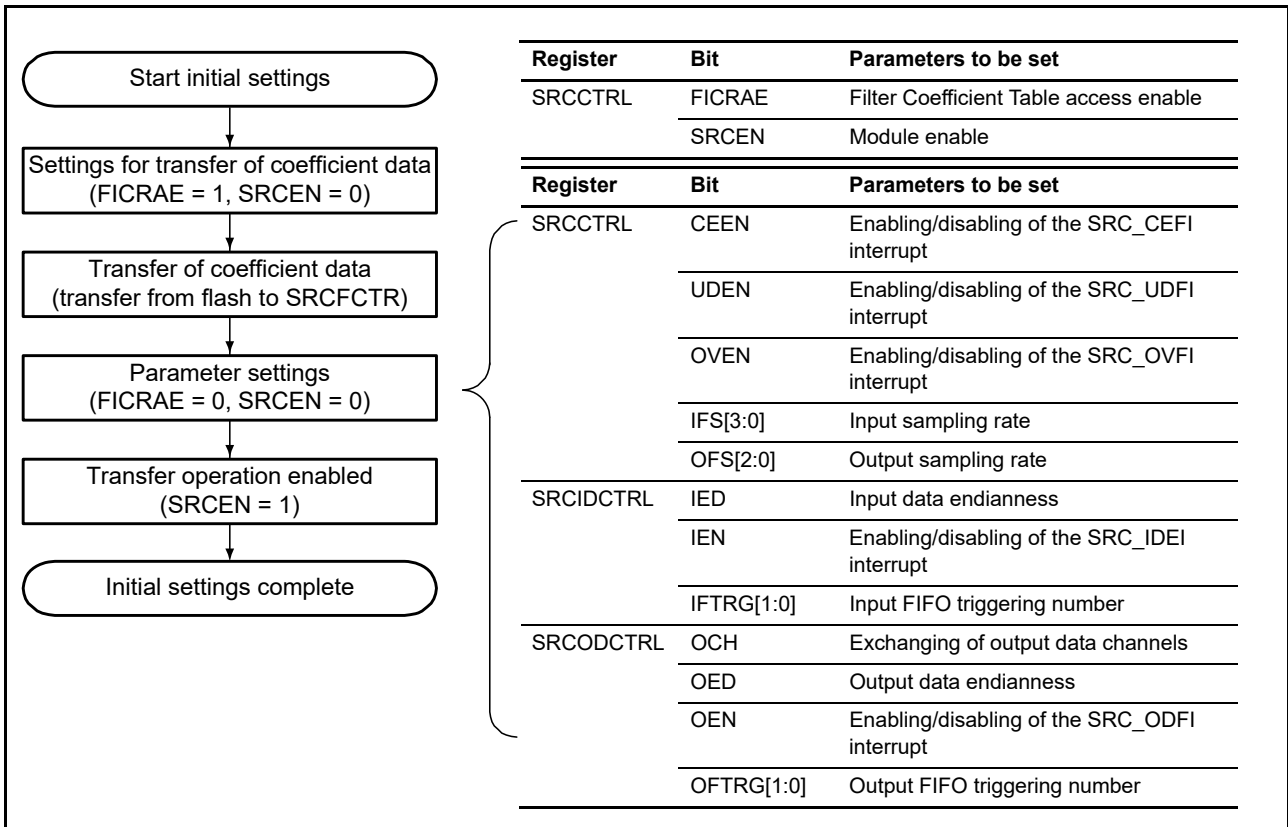 Start initial settings
Settings for transfer of coefficient data
(FICRAE = 1, SRCEN = 0)
Transfer of coefficient data
(transfer from flash to SRCFCTR)
Parameter settings
(FICRAE = 0, SRCEN = 0)
Transfer operation enabled
(SRCEN = 1)
Initial settings complete
Register Bit Parameters to be set
SRCCTRL FICRAE Filter Coefficient Table access enable
SRCEN Module enable
Register Bit Parameters to be set
SRCCTRL CEEN Enabling/disabling of the SRC_CEFI
interrupt
UDEN Enabling/disabling of the SRC_UDFI
interrupt
OVEN Enabling/disabling of the SRC_OVFI
interrupt
IFS[3:0] Input sampling rate
OFS[2:0] Output sampling rate
SRCIDCTRL IED Input data endianness
IEN Enabling/disabling of the SRC_IDEI
interrupt
IFTRG[1:0] Input FIFO triggering number
SRCODCTRL OCH Exchanging of output data channels
OED Output data endianness
OEN Enabling/disabling of the SRC_ODFI
interrupt
OFTRG[1:0] Output FIFO triggering number